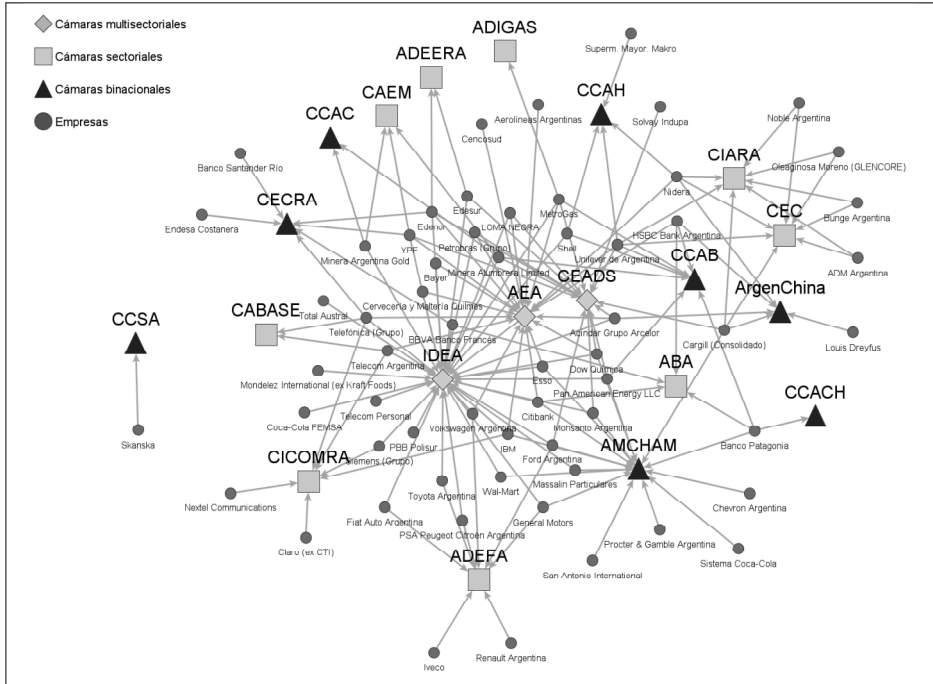 Cámaras multisectoriales
Cámaras sectoriales
Cámaras binacionales
Empresas
ADIGAS
ADEERA
Superm. Mayor. Makro
CAEM
CCAH
CCAC
Aerolíneas Argentinas
Solvay Indupa
Noble Argentina
Cencosud
Banco Santander Río
CIARA
Oleaginosa Moreno (GLENCORE)
CECRA
Nidera
Edesur
MetroGas
CEC
Bunge Argentina
Endesa Costanera
Edenor
LOMA NEGRA
HSBC Bank Argentina
Minera Argentina Gold
YPF
Petrobras (Grupo)
Shell
Unilever de Argentina
CCAB
ADM Argentina
Bayer
Minera Alumbrera Limited
CEADS
ArgenChina
Cervecería y Maltería Quilmes
AEA
CABASE
Total Austral
CCSA
Telefónica (Grupo)
BBVA Banco Francés
Acindar Grupo Arcelor
Cargill (Consolidado)
Louis Dreyfus
IDEA
Telecom Argentina
Esso
Dow Química
ABA
Mondelez International (ex Kraft Foods)
Pan American Energy LLC
CCACH
Coca-Cola FEMSA
Telecom Personal
Volkswagen Argentina
Citibank
Monsanto Argentina
Skanska
PBB Polisur
AMCHAM
Banco Patagonia
CICOMRA
Siemens (Grupo)
IBM
Ford Argentina
Massalin Particulares
Nextel Communications
Toyota Argentina
Wal-Mart
Chevron Argentina
Fiat Auto Argentina
General Motors
PSA Peugeot Citroën Argentina
Claro (ex CTI)
Procter & Gamble Argentina
ADEFA
Sistema Coca-Cola
San Antonio International
Iveco
Renault Argentina